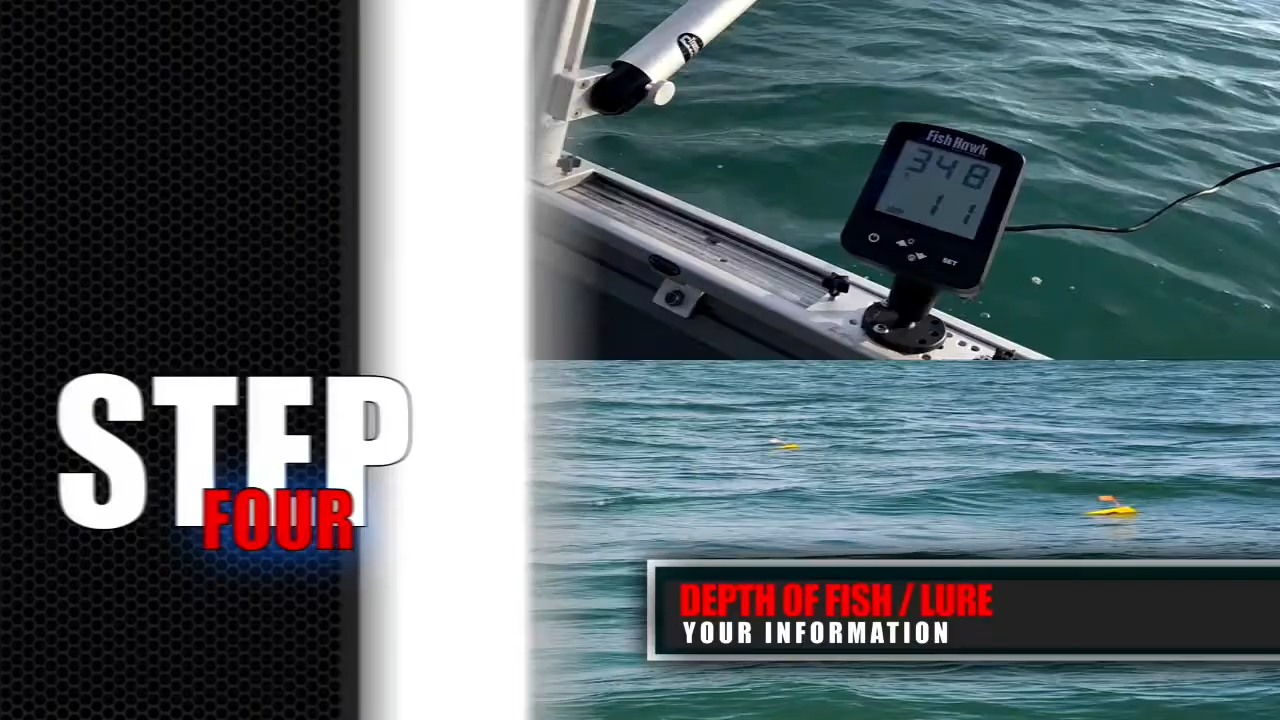 Fish Hawk
348
11
SET
STEP
FOUR
DEPTH OF FISH / LURE
YOUR INFORMATION